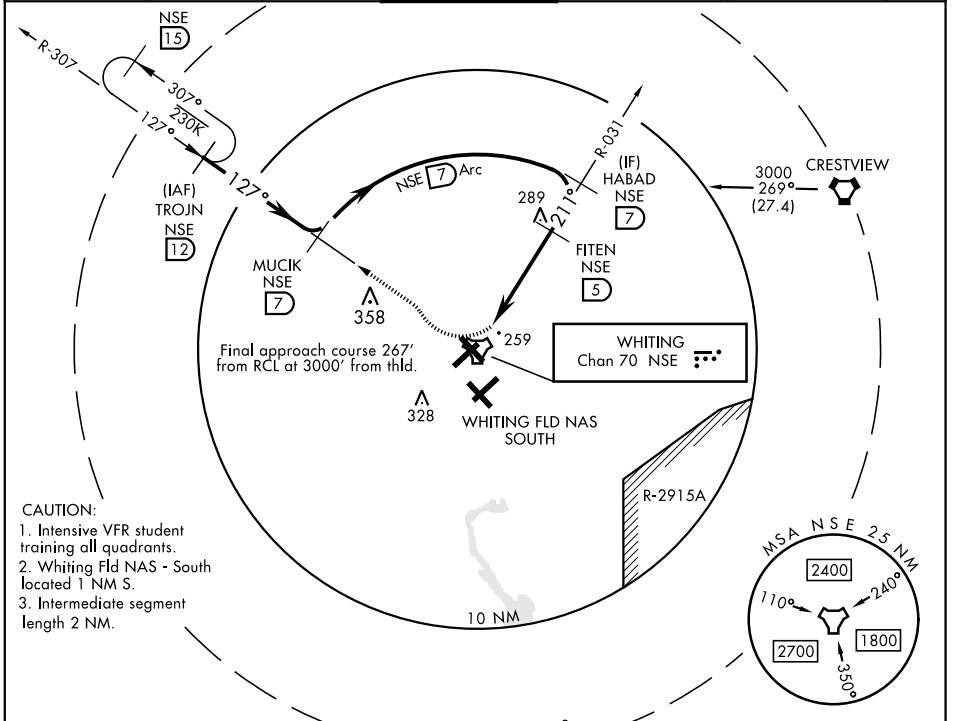 NSE
15
R-307
307°
230K
127°
127°
(IAF)
TROJN
NSE
12
NSE 7 Arc
R-031
(IF)
HABAD
NSE
7
3000
269°
(27.4)
CRESTVIEW
289
211°
FITEN
NSE
5
MUCIK
NSE
7
358
259
Final approach course 267'
from RCL at 3000' from thld.
WHITING
Chan 70 NSE
328
WHITING FLD NAS
SOUTH
R-2915A
CAUTION:
1. Intensive VFR student
training all quadrants.
2. Whiting Fld NAS - South
located 1 NM S.
3. Intermediate segment
length 2 NM.
10 NM
MSA NSE 25 NM
2400
110°
240°
2700
1800
350°